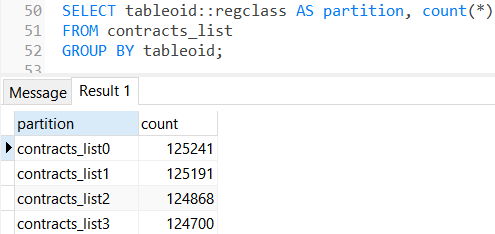 50 SELECT tableoid::regclass AS partition, count(*)
51 FROM contracts_list
52 GROUP BY tableoid;
53
Message Result 1
partition count
contracts_list0 125241
contracts_list1 125191
contracts_list2 124868
contracts_list3 124700